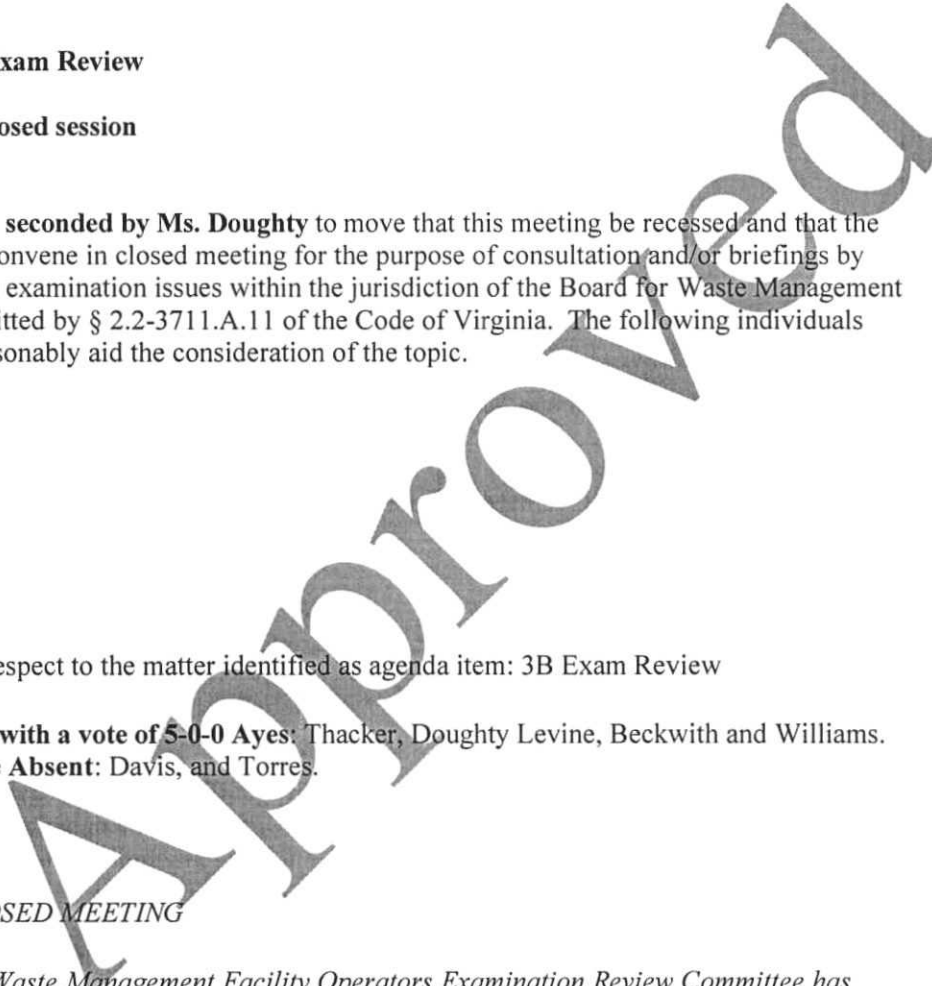 xam Review
osed session
seconded by Ms. Doughty to move that this meeting be recessed and that the
onvene in closed meeting for the purpose of consultation and/or briefings by
examination issues within the jurisdiction of the Board for Waste Management
itted by § 2.2-3711.A.11 of the Code of Virginia. The following individuals
sonably aid the consideration of the topic.
espect to the matter identified as agenda item: 3B Exam Review
with a vote of 5-0-0 Ayes: Thacker, Doughty Levine, Beckwith and Williams.
Absent: Davis, and Torres.
OSED MEETING
Waste Management Facility Operators Examination Review Committee has
Approved